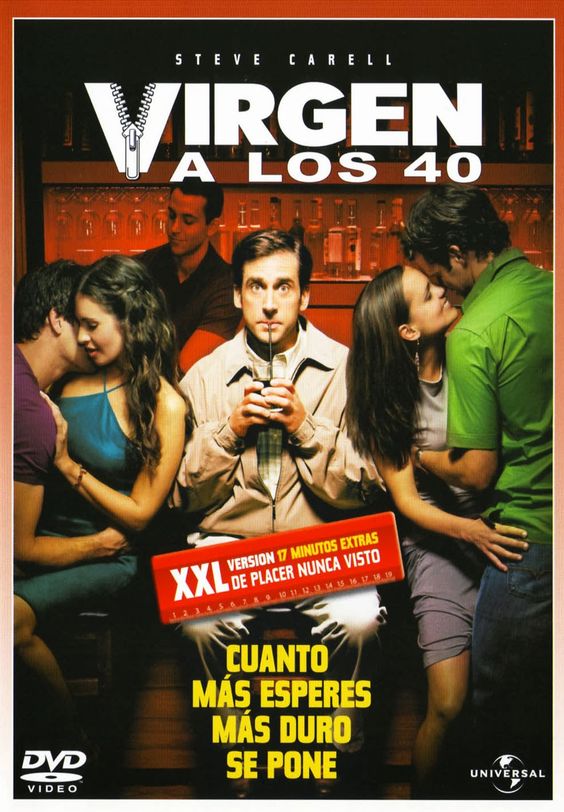 STEVE CARELL
VIRGEN
A LOS 40
XXL VERSION 17 MINUTOS EXTRAS
DE PLACER NUNCA VISTO
1 2 3 4 5 6 7 8 9 10 11 12 13 14 15 16 17 18 19
CUANTO
MÁS ESPERES
MÁS DURO
SE PONE
DVD
VIDEO
UNIVERSAL